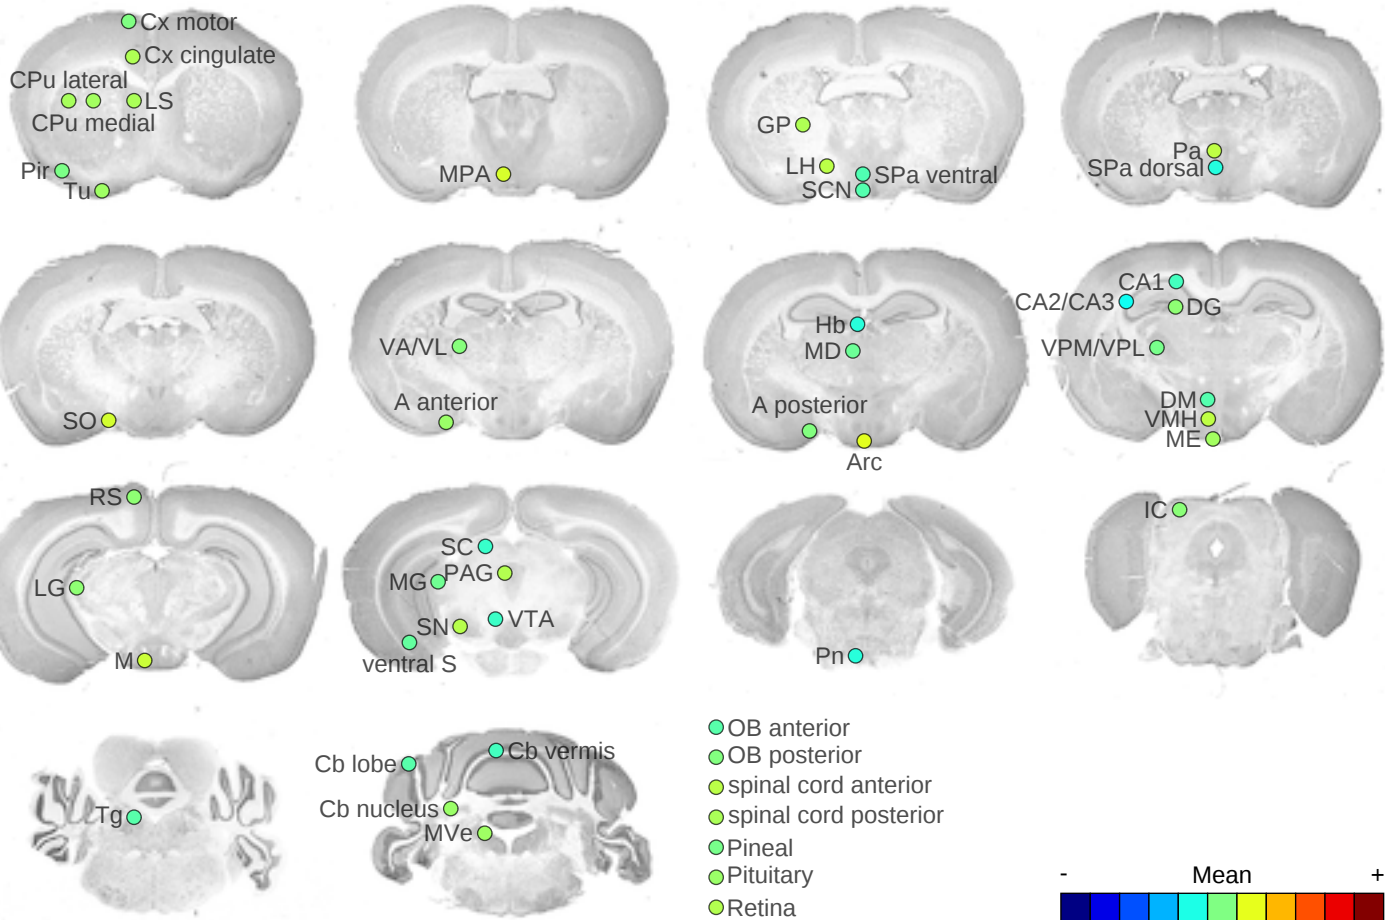 Cx motor
Cx cingulate
CPu lateral
LS
CPu medial
Pir
Tu
MPA
GP
LH
SPa ventral
SCN
Pa
SPa dorsal
SO
VA/VL
A anterior
Hb
MD
A posterior
Arc
CA1
CA2/CA3
DG
VPM/VPL
DM
VMH
ME
RS
LG
M
SC
PAG
MG
VTA
SN
ventral S
Pn
IC
Tg
Cb lobe
Cb vermis
Cb nucleus
MVe
OB anterior
OB posterior
spinal cord anterior
spinal cord posterior
Pineal
Pituitary
Retina
- Mean +